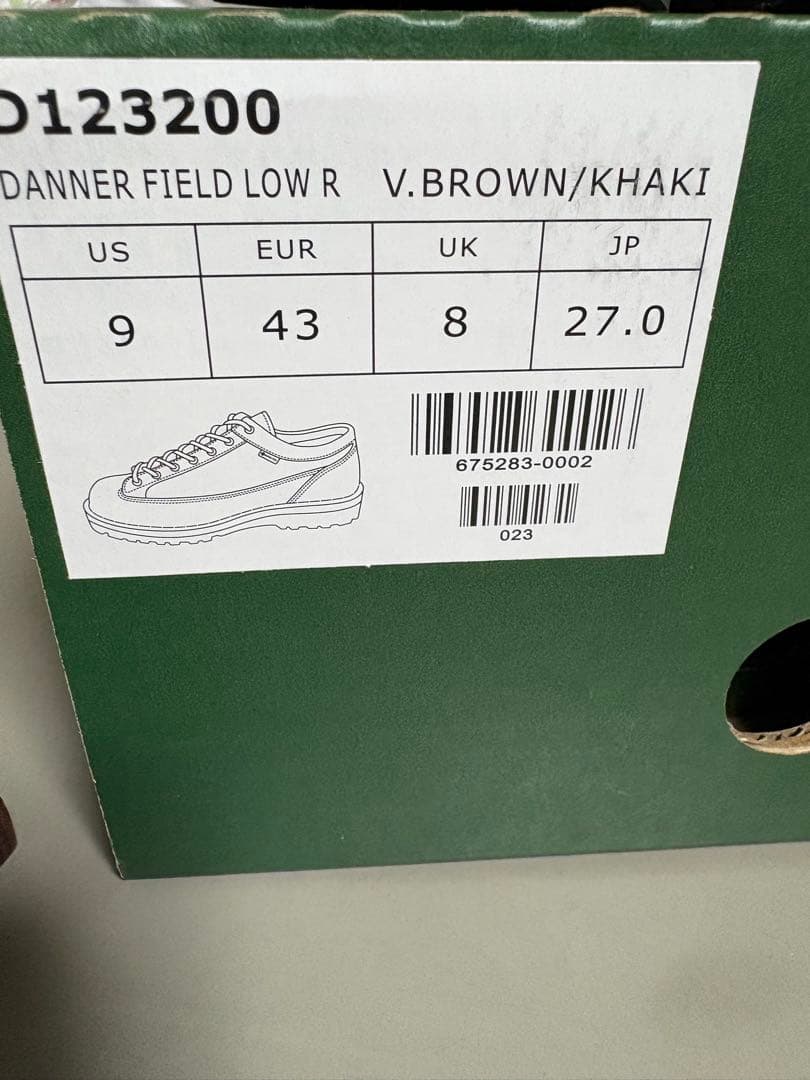 D123200
DANNER FIELD LOW R V.BROWN/KHAKI
US EUR UK JP
9 43 8 27.0
675283-0002
023